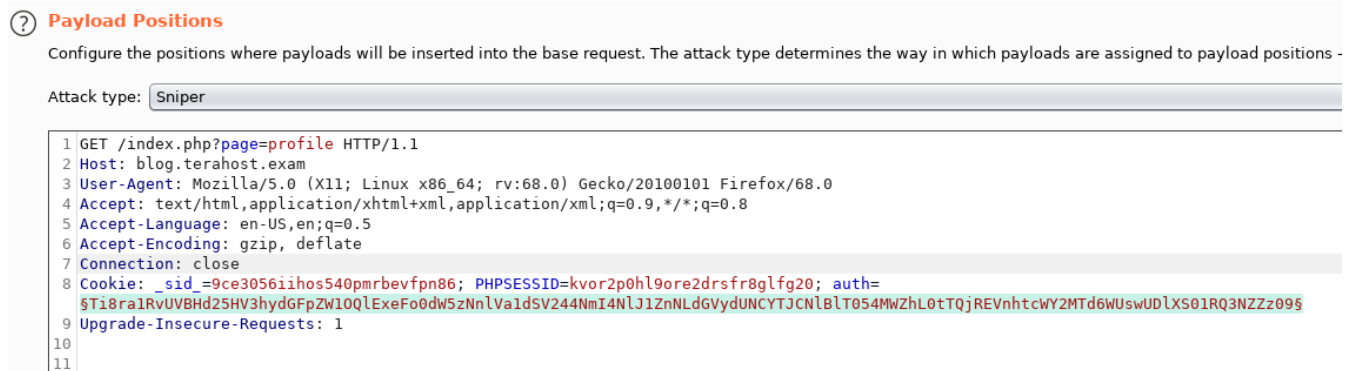 ? Payload Positions
Configure the positions where payloads will be inserted into the base request. The attack type determines the way in which payloads are assigned to payload positions -
Attack type: Sniper
1 GET /index.php?page=profile HTTP/1.1
2 Host: blog.terahost.exam
3 User-Agent: Mozilla/5.0 (X11; Linux x86_64; rv:68.0) Gecko/20100101 Firefox/68.0
4 Accept: text/html,application/xhtml+xml,application/xml;q=0.9,*/*;q=0.8
5 Accept-Language: en-US,en;q=0.5
6 Accept-Encoding: gzip, deflate
7 Connection: close
8 Cookie: _sid_=9ce3056iihos540pmrbevfpn86; PHPSESSID=kvor2p0hl9ore2drsfr8glfg20; auth=
§Ti8ra1RvUVBHd25HV3hydGFpZW1OQlExeFo0dW5zNnlVa1dSV244NmI4NlJ1ZnNLdGVydUNCYTJCNlBlT054MWZhL0tTQjREVnhtcWY2MTd6WUswUDlXS01RQ3NZZz09§
9 Upgrade-Insecure-Requests: 1
10
11